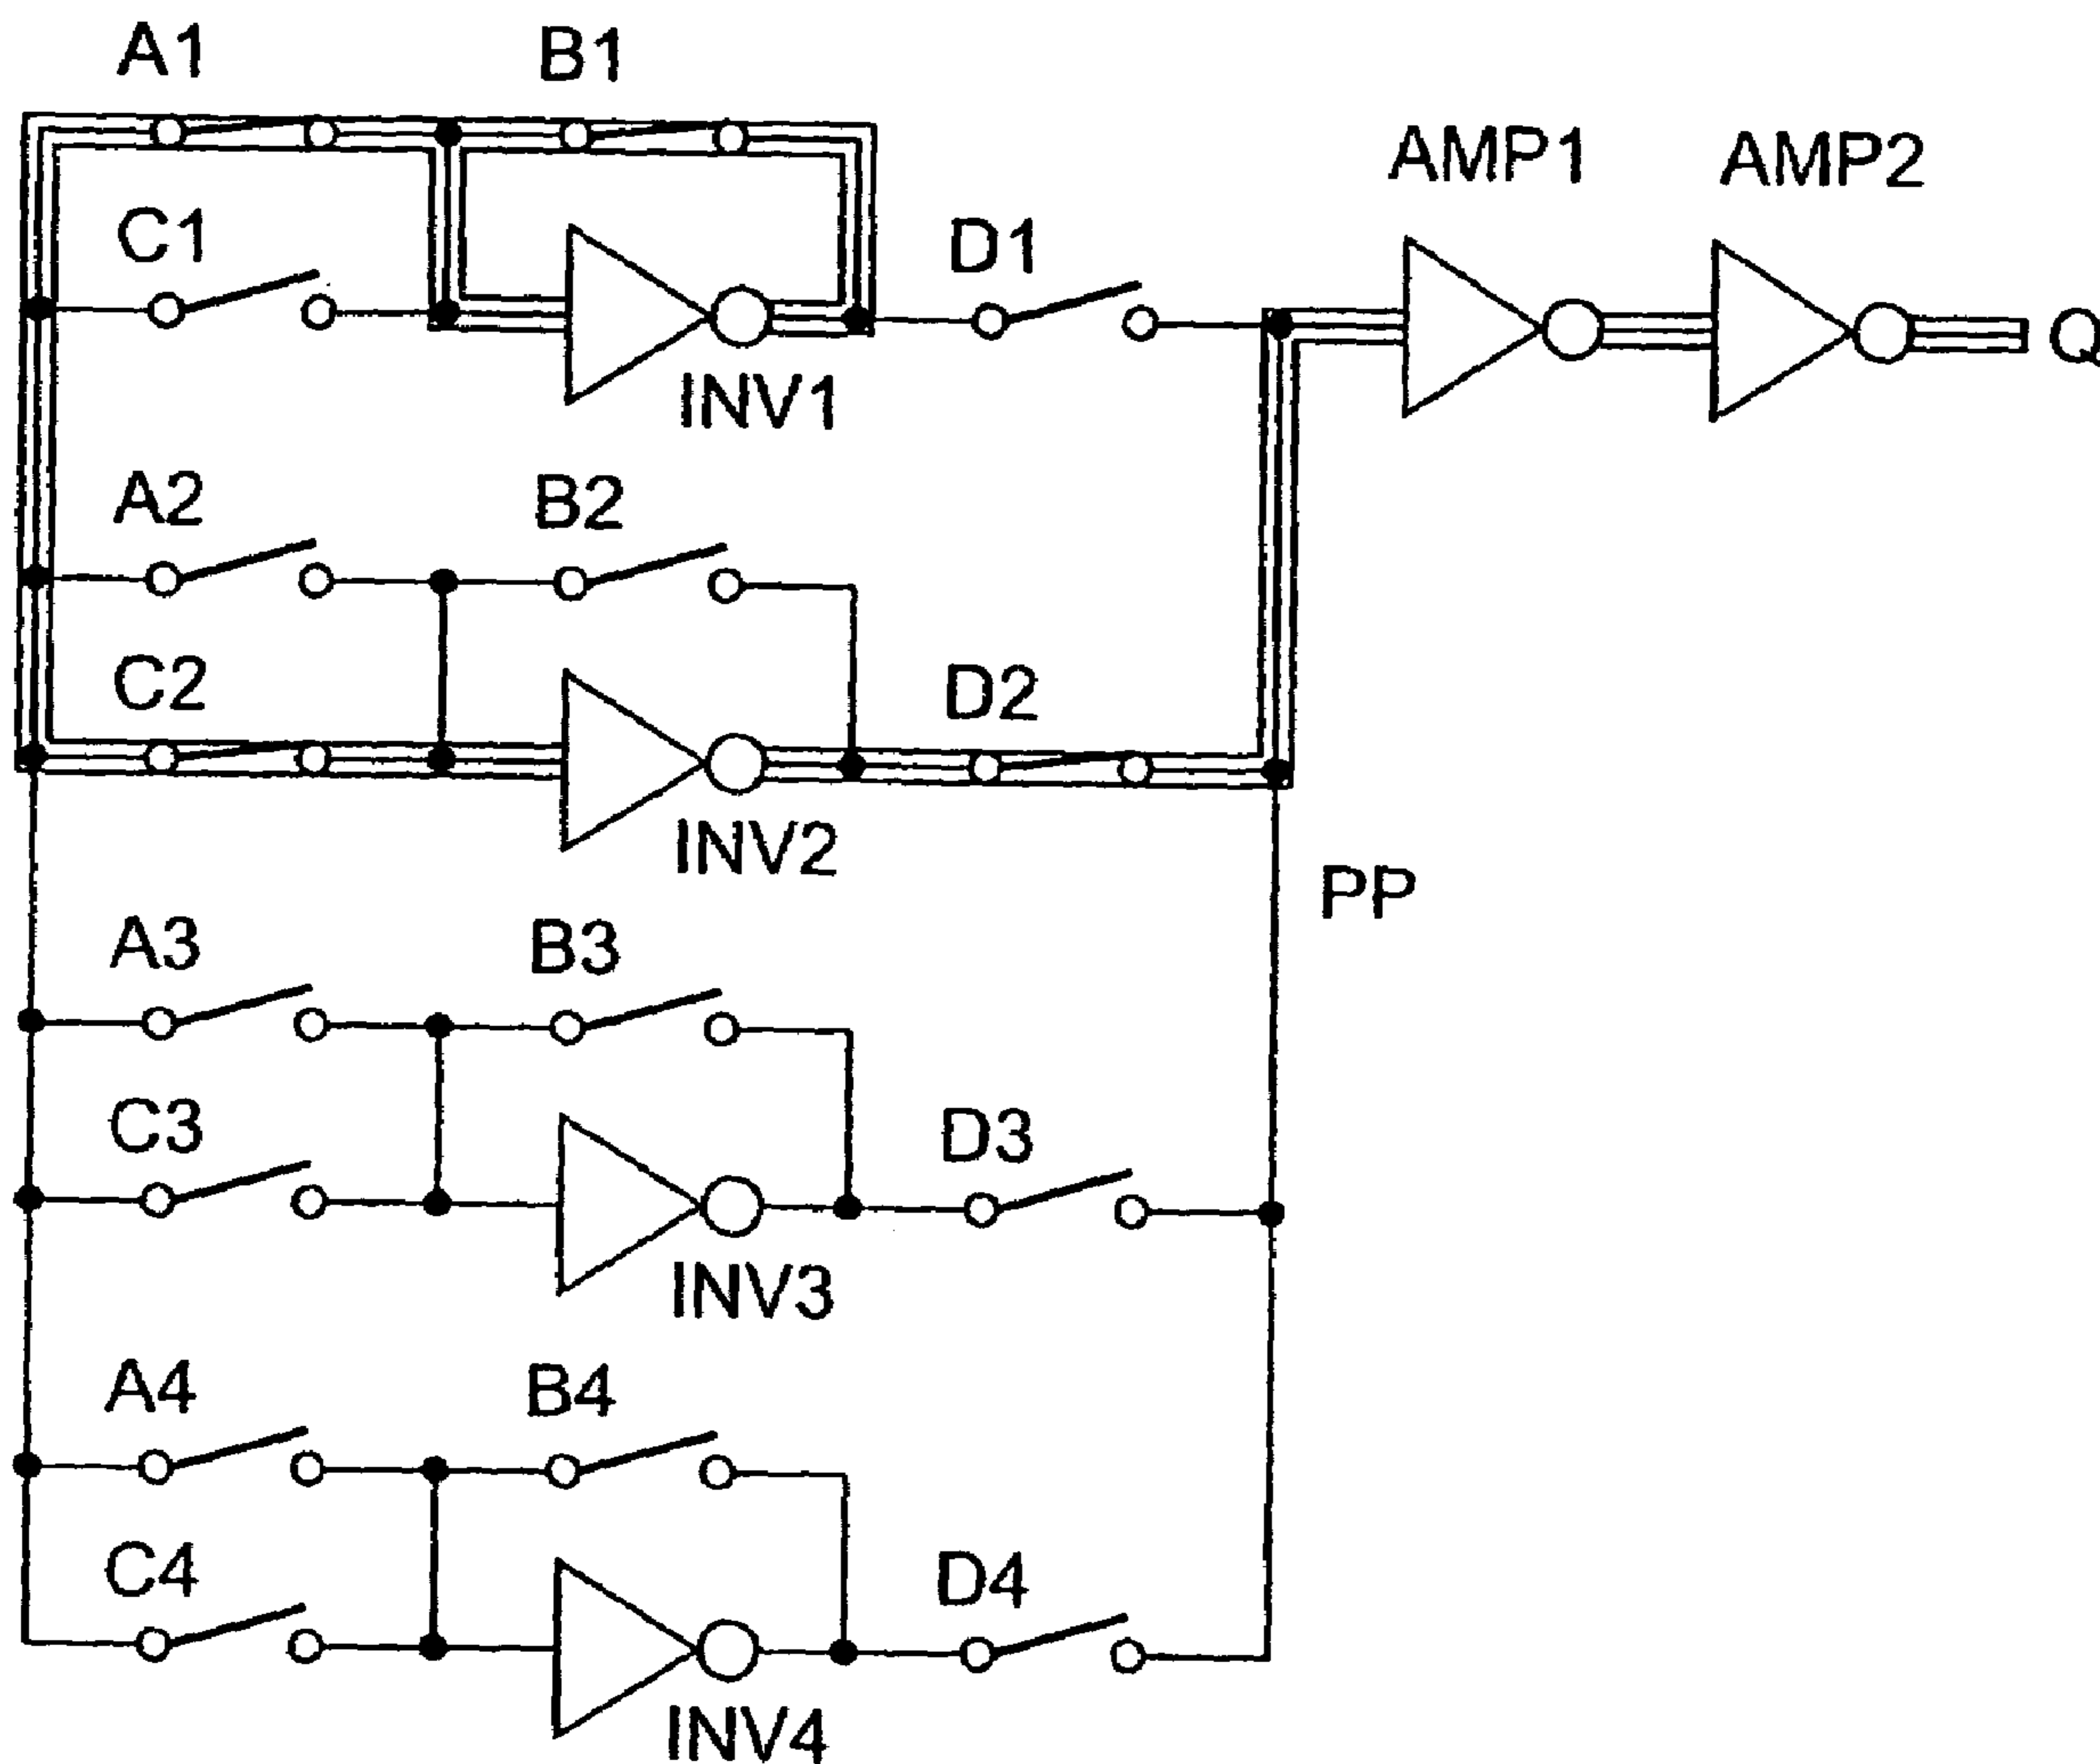 A1 B1
AMP1 AMP2
C1 D1
Q
INV1
A2 B2
C2 D2
INV2
PP
A3 B3
C3 D3
INV3
A4 B4
C4 D4
INV4